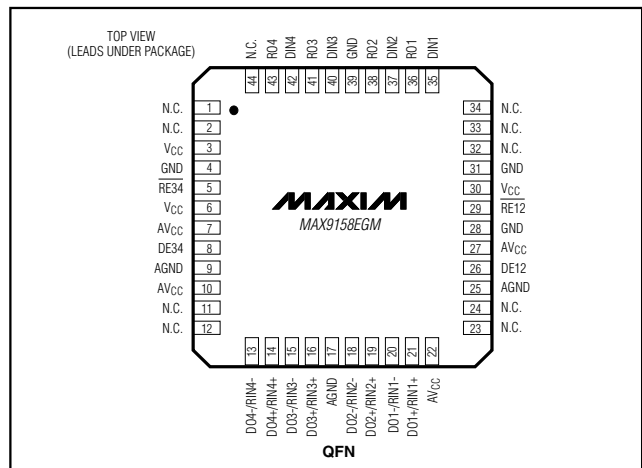 TOP VIEW
(LEADS UNDER PACKAGE)
N.C.
RO4
DIN4
RO3
DIN3
GND
RO2
DIN2
RO1
DIN1
44
43
42
41
40
39
38
37
36
35
N.C. 1
N.C. 2
VCC 3
GND 4
RE34 5
VCC 6
AVCC 7
DE34 8
AGND 9
AVCC 10
N.C. 11
N.C. 12
MAXIM
MAX9158EGM
34 N.C.
33 N.C.
32 N.C.
31 GND
30 VCC
29 RE12
28 GND
27 AVCC
26 DE12
25 AGND
24 N.C.
23 N.C.
13
14
15
16
17
18
19
20
21
22
DO4-/RIN4-
DO4+/RIN4+
DO3-/RIN3-
DO3+/RIN3+
AGND
DO2-/RIN2-
DO2+/RIN2+
DO1-/RIN1-
DO1+/RIN1+
AVCC
QFN